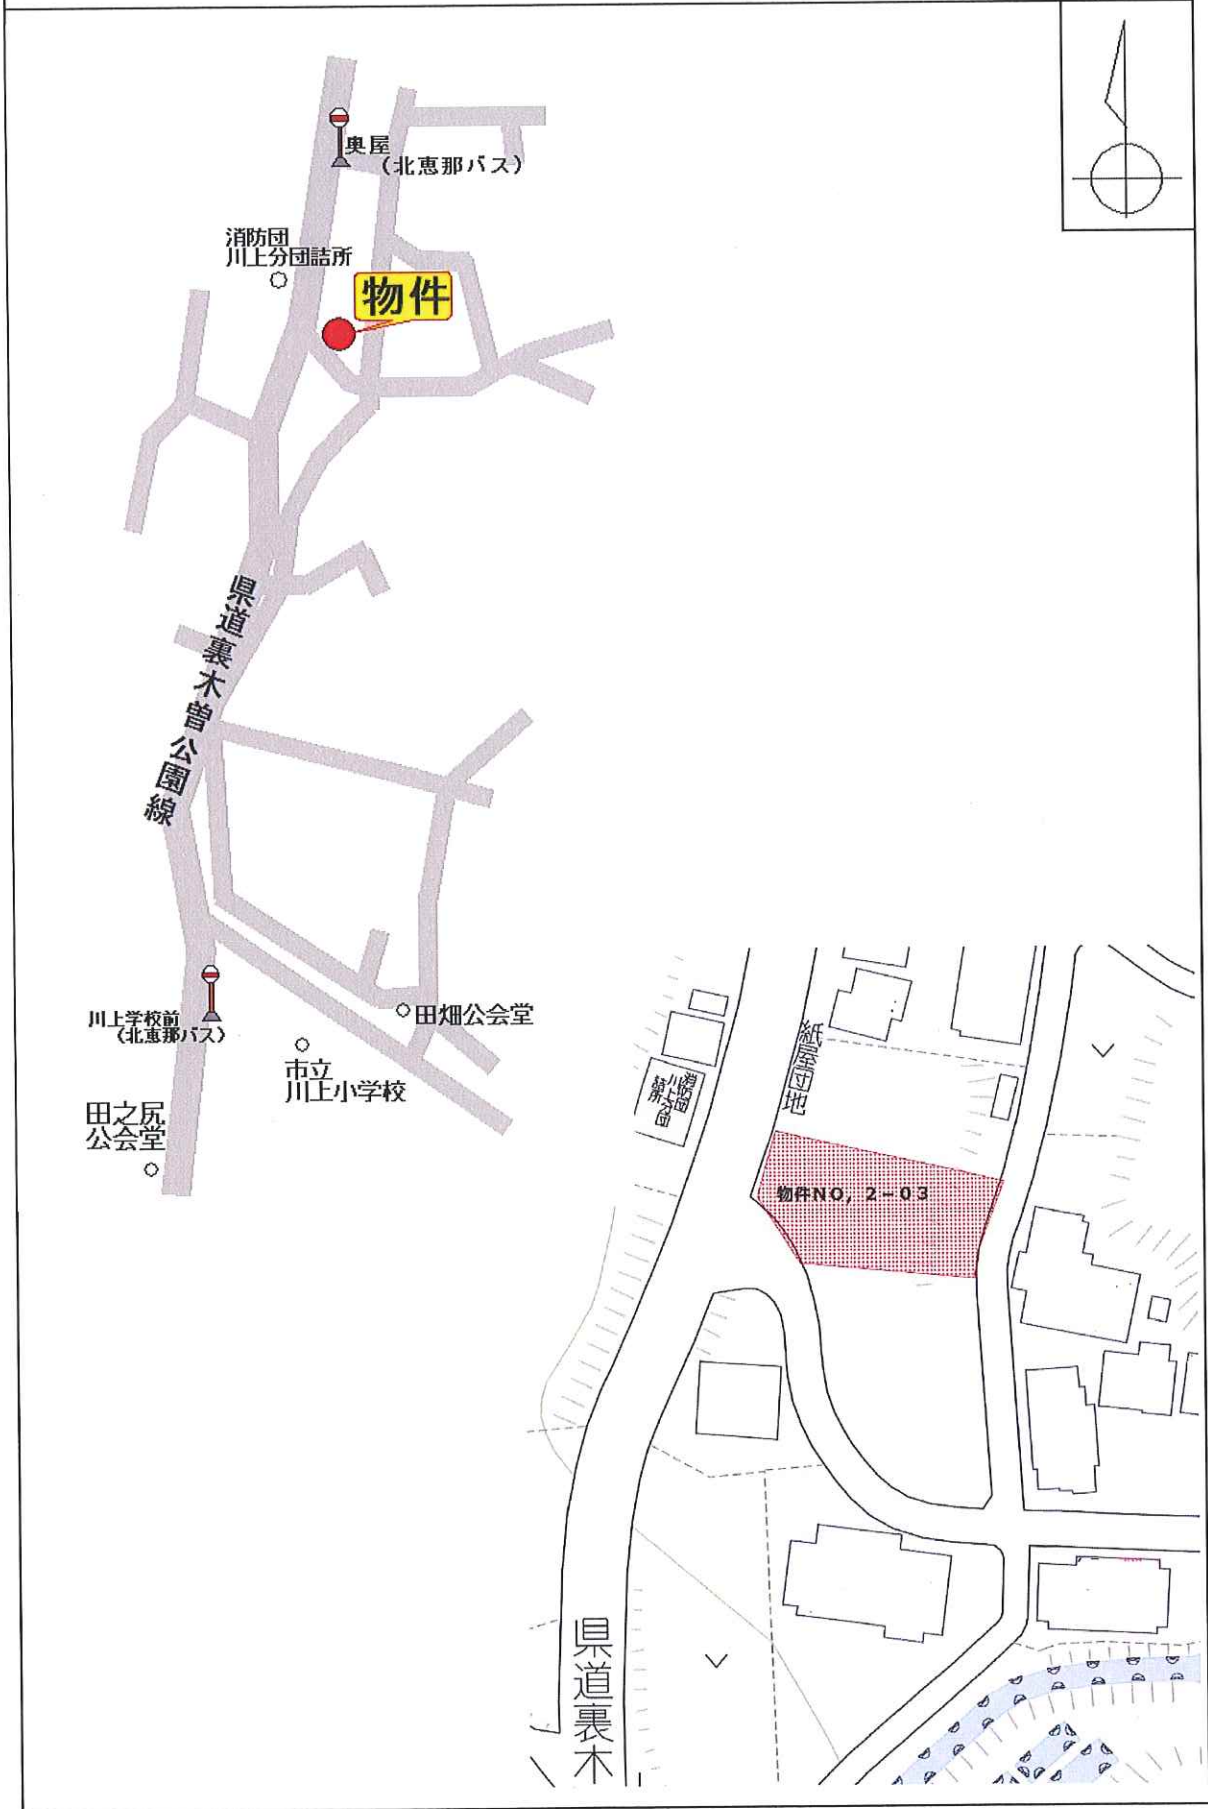 奥屋
（北恵那バス）
消防団
川上分団詰所
物件
県道裏木曽公園線
川上学校前
（北恵那バス）
田畑公会堂
市立
川上小学校
田之尻
公会堂
紙屋団地
消防団
川上分団
詰所
物件NO, 2-03
県道裏木